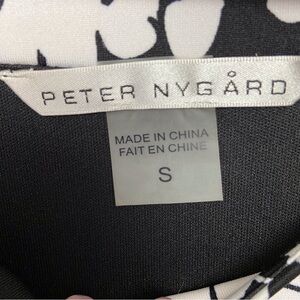 PETER NYGÅRD
MADE IN CHINA
FAIT EN CHINE
S